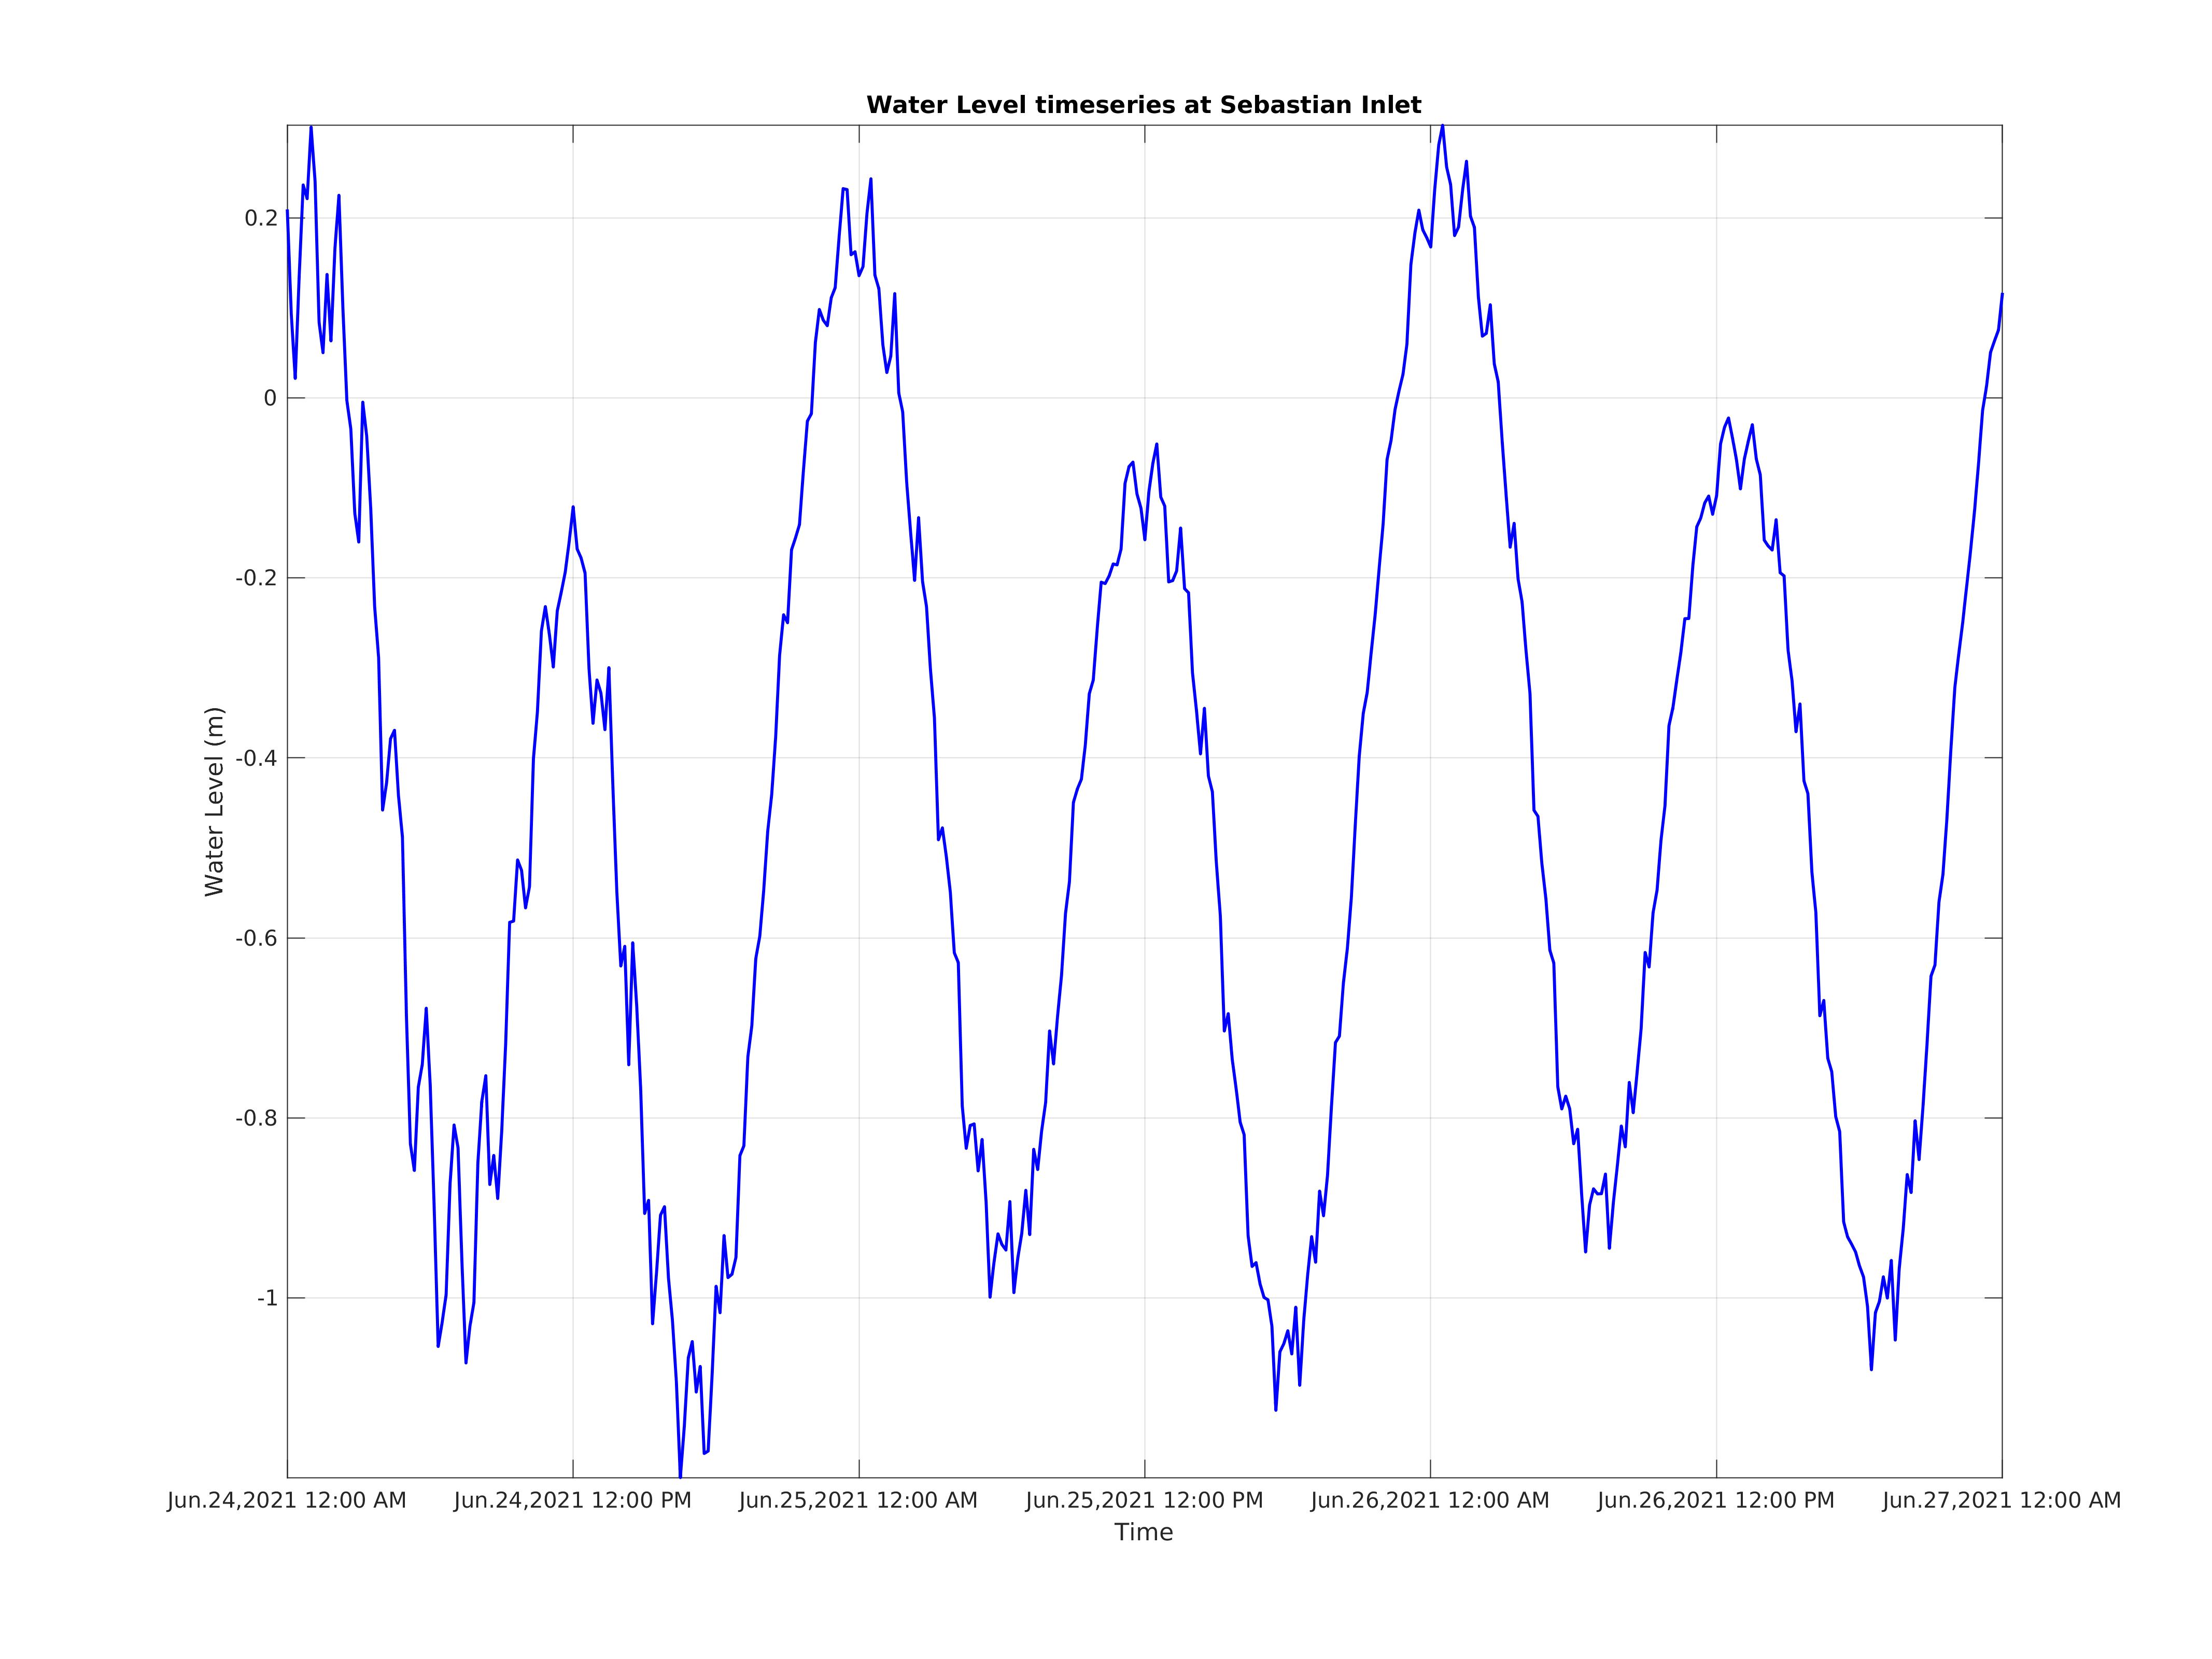 Water Level timeseries at Sebastian Inlet
0.2
0
-0.2
-0.4
-0.6
-0.8
-1
Water Level (m)
Jun.24,2021 12:00 AM
Jun.24,2021 12:00 PM
Jun.25,2021 12:00 AM
Jun.25,2021 12:00 PM
Jun.26,2021 12:00 AM
Jun.26,2021 12:00 PM
Jun.27,2021 12:00 AM
Time